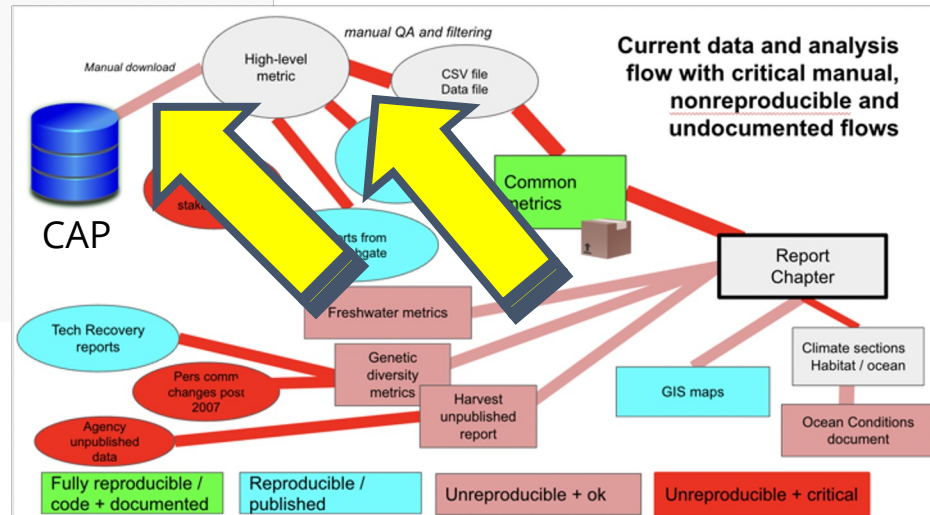 Manual download
High-level
metric
manual QA and filtering
CSV file
Data file
Current data and analysis
flow with critical manual,
nonreproducible and
undocumented flows
CAP
Common
metrics
Report
Chapter
Freshwater metrics
Tech Recovery
reports
Genetic
diversity
metrics
Pers comm
changes post
2007
Harvest
unpublished
report
Agency
unpublished
data
GIS maps
Climate sections
Habitat / ocean
Ocean Conditions
document
Fully reproducible /
code + documented
Reproducible /
published
Unreproducible + ok
Unreproducible + critical